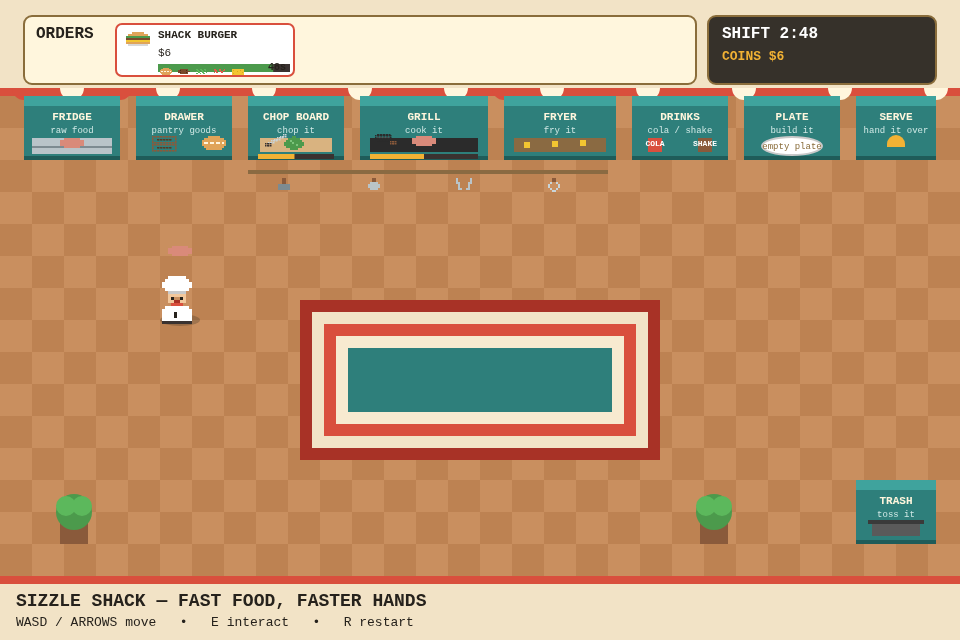 ORDERS
SHACK BURGER
$6
SHIFT 2:48
COINS $6
FRIDGE
raw food
DRAWER
pantry goods
CHOP BOARD
chop it
GRILL
cook it
FRYER
fry it
DRINKS
cola / shake
COLA
SHAKE
PLATE
build it
empty plate
SERVE
hand it over
TRASH
toss it
SIZZLE SHACK — FAST FOOD, FASTER HANDS
WASD / ARROWS move • E interact • R restart